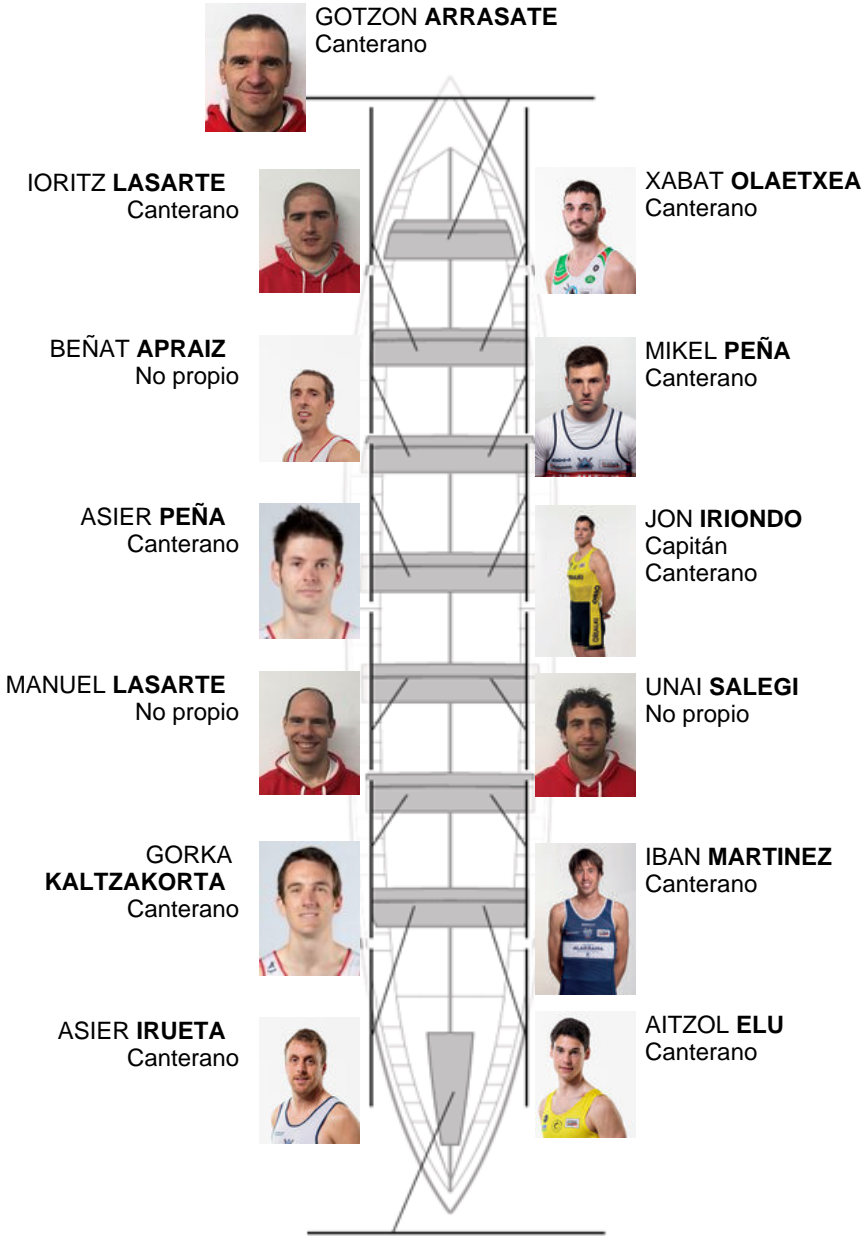 GOTZON ARRASATE
Canterano
IORITZ LASARTE
Canterano
XABAT OLAETXEA
Canterano
BEÑAT APRAIZ
No propio
MIKEL PEÑA
Canterano
ASIER PEÑA
Canterano
JON IRIONDO
Capitán
Canterano
MANUEL LASARTE
No propio
UNAI SALEGI
No propio
GORKA
KALTZAKORTA
Canterano
IBAN MARTINEZ
Canterano
ASIER IRUETA
Canterano
AITZOL ELU
Canterano